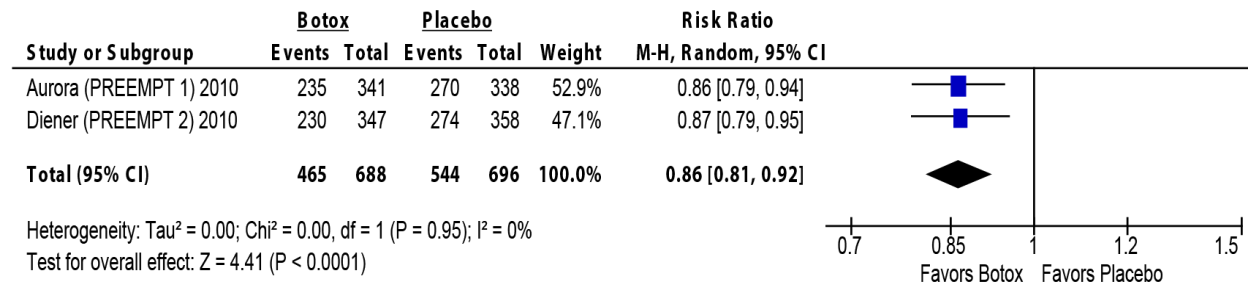 Botox Placebo Risk Ratio
Study or Subgroup Events Total Events Total Weight M-H, Random, 95% CI
Aurora (PREEMPT 1) 2010 235 341 270 338 52.9% 0.86 [0.79, 0.94]
Diener (PREEMPT 2) 2010 230 347 274 358 47.1% 0.87 [0.79, 0.95]
Total (95% CI) 465 688 544 696 100.0% 0.86 [0.81, 0.92]
Heterogeneity: Tau² = 0.00; Chi² = 0.00, df = 1 (P = 0.95); I² = 0%
Test for overall effect: Z = 4.41 (P < 0.0001)
0.7 0.85 1 1.2 1.5
Favors Botox Favors Placebo